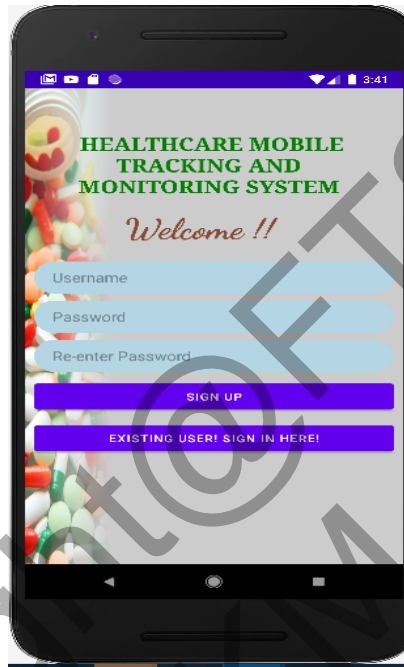 3:41
HEALTHCARE MOBILE
TRACKING AND
MONITORING SYSTEM
Welcome !!
Username
Password
Re-enter Password
SIGN UP
EXISTING USER! SIGN IN HERE!